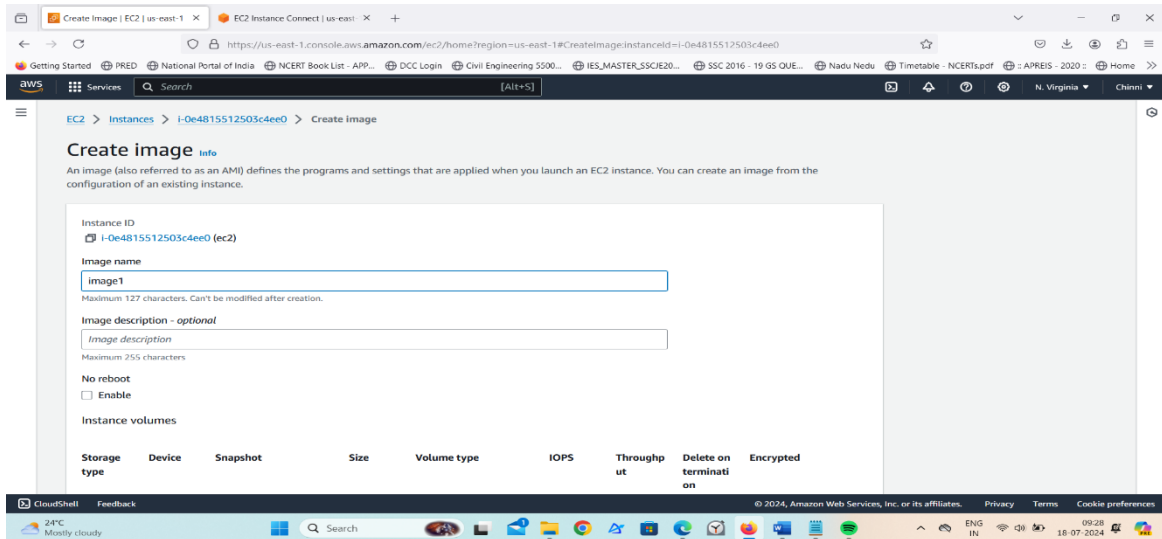 Create Image | EC2 | us-east-1
EC2 Instance Connect | us-east-
https://us-east-1.console.aws.amazon.com/ec2/home?region=us-east-1#CreateImage:instanceId=i-0e4815512503c4ee0
Getting Started PRED National Portal of India NCERT Book List - APP... DCC Login Civil Engineering 5500... IES_MASTER_SSCJE20... SSC 2016 - 19 GS QUE... Nadu Nedu Timetable - NCERTs.pdf :: APREIS - 2020 :: Home
aws Services Search [Alt+S] N. Virginia Chinni
EC2 > Instances > i-0e4815512503c4ee0 > Create image
Create image Info
An image (also referred to as an AMI) defines the programs and settings that are applied when you launch an EC2 instance. You can create an image from the
configuration of an existing instance.
Instance ID
i-0e4815512503c4ee0 (ec2)
Image name
image1
Maximum 127 characters. Can't be modified after creation.
Image description - optional
Image description
Maximum 255 characters
No reboot
Enable
Instance volumes
Storage Device Snapshot Size Volume type IOPS Throughp Delete on Encrypted
type ut terminati
on
CloudShell Feedback © 2024, Amazon Web Services, Inc. or its affiliates. Privacy Terms Cookie preferences
24°C
Mostly cloudy
Search
ENG
IN
09:28
18-07-2024